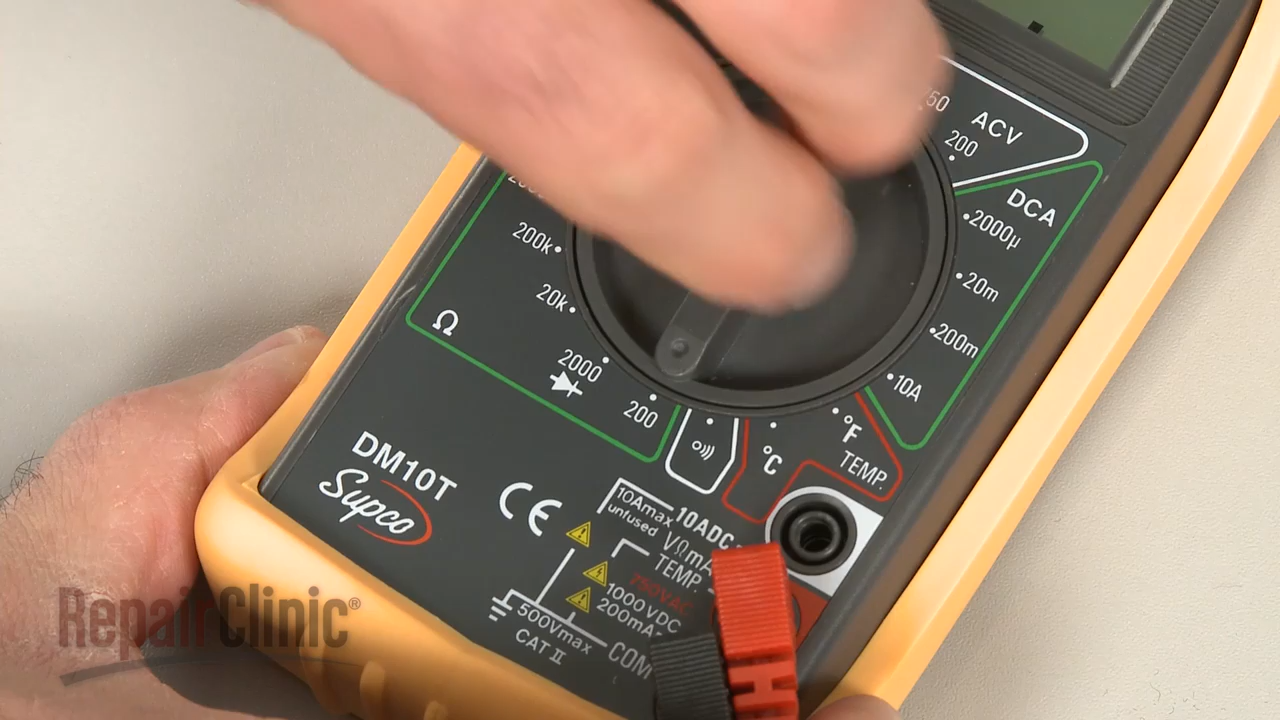 50
ACV
200
DCA
2000µ
20m
200m
10A
200k
20k
Ω
2000
200
°C
°F
TEMP.
DM10T
Supco
CE
10Amax
unfused
10ADC
VΩmA
TEMP.
750VAC
1000VDC
200mA
500Vmax
CAT II
COM
RepairClinic®